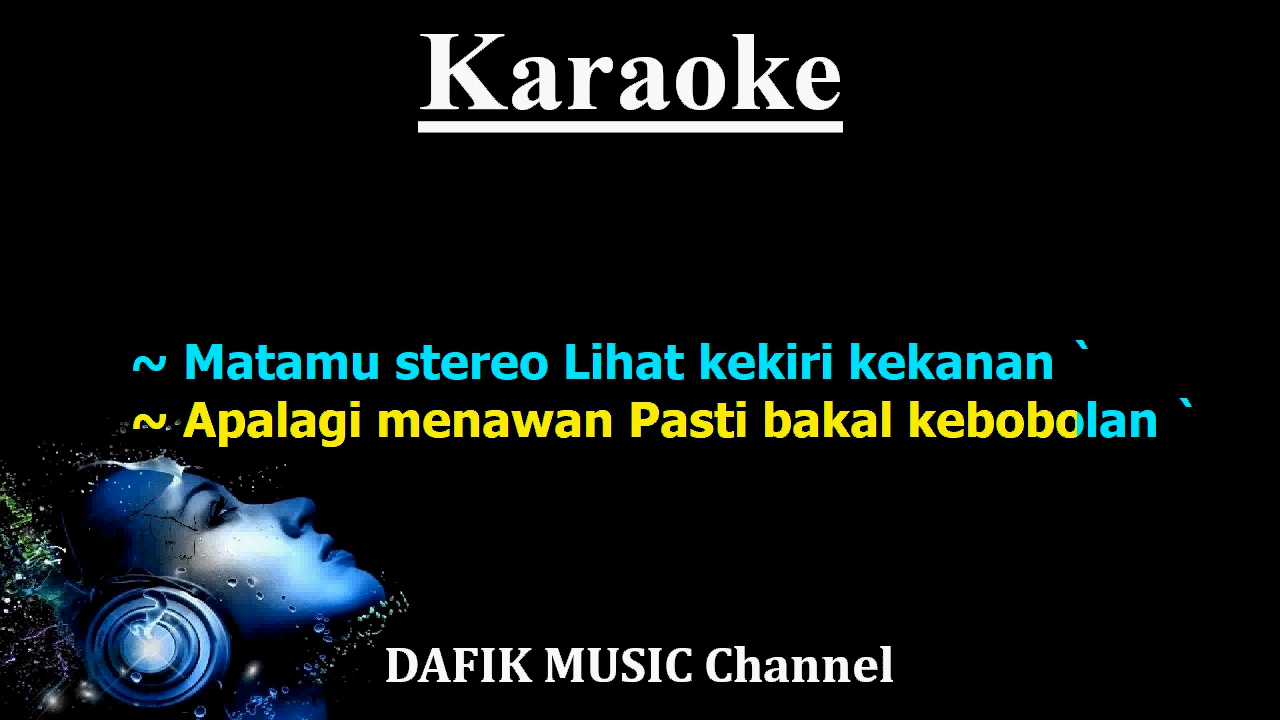 Karaoke
~ Matamu stereo Lihat kekiri kekanan `
~ Apalagi menawan Pasti bakal kebobolan `
DAFIK MUSIC Channel